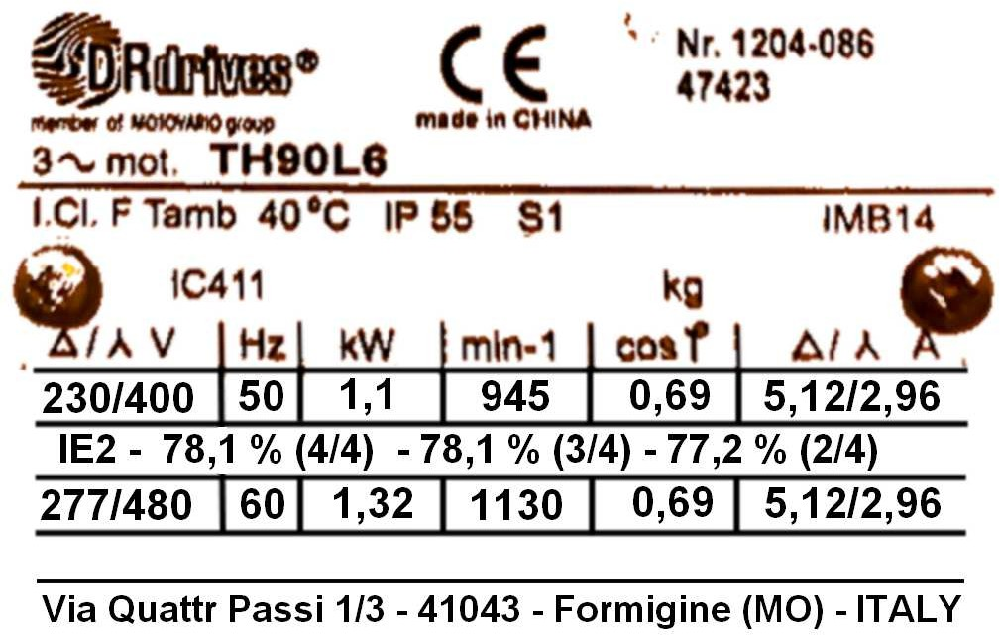 DRdrives®
member of MOTOVARIO group
CE
made in CHINA
Nr. 1204-086
47423
3~ mot. TH90L6
I.Cl. F Tamb 40°C IP 55 S1 IMB14
IC411 kg
Δ/⅄ V Hz kW min-1 cosφ Δ/⅄ A
230/400 50 1,1 945 0,69 5,12/2,96
IE2 - 78,1 % (4/4) - 78,1 % (3/4) - 77,2 % (2/4)
277/480 60 1,32 1130 0,69 5,12/2,96
Via Quattr Passi 1/3 - 41043 - Formigine (MO) - ITALY